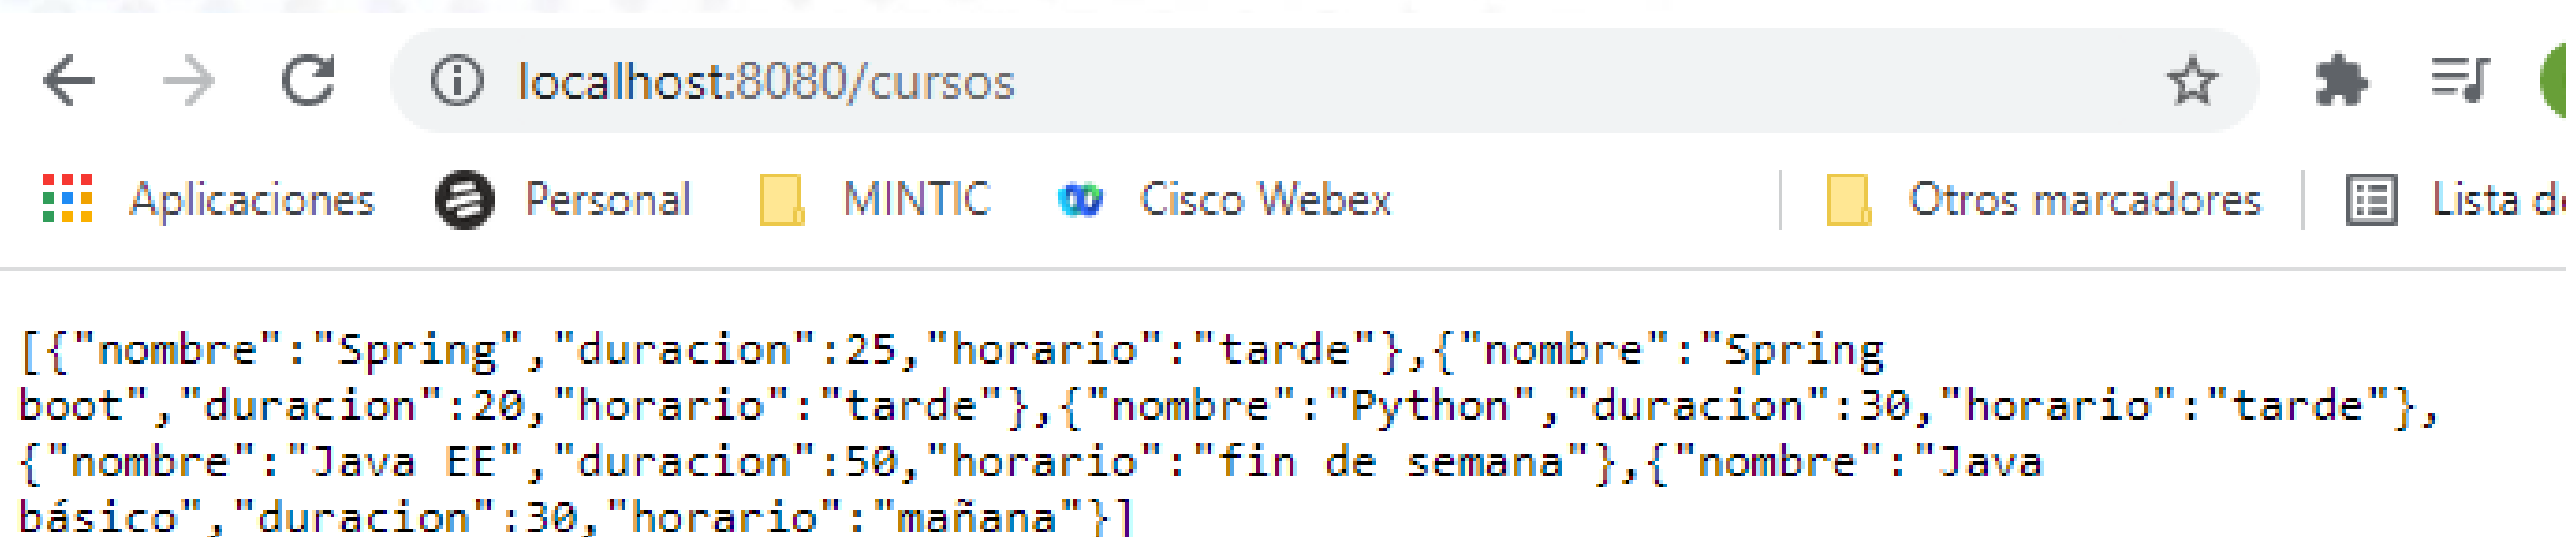 localhost:8080/cursos
Aplicaciones Personal MINTIC Cisco Webex Otros marcadores Lista de
[{"nombre":"Spring","duracion":25,"horario":"tarde"},{"nombre":"Spring
boot","duracion":20,"horario":"tarde"},{"nombre":"Python","duracion":30,"horario":"tarde"},
{"nombre":"Java EE","duracion":50,"horario":"fin de semana"},{"nombre":"Java
básico","duracion":30,"horario":"mañana"}]